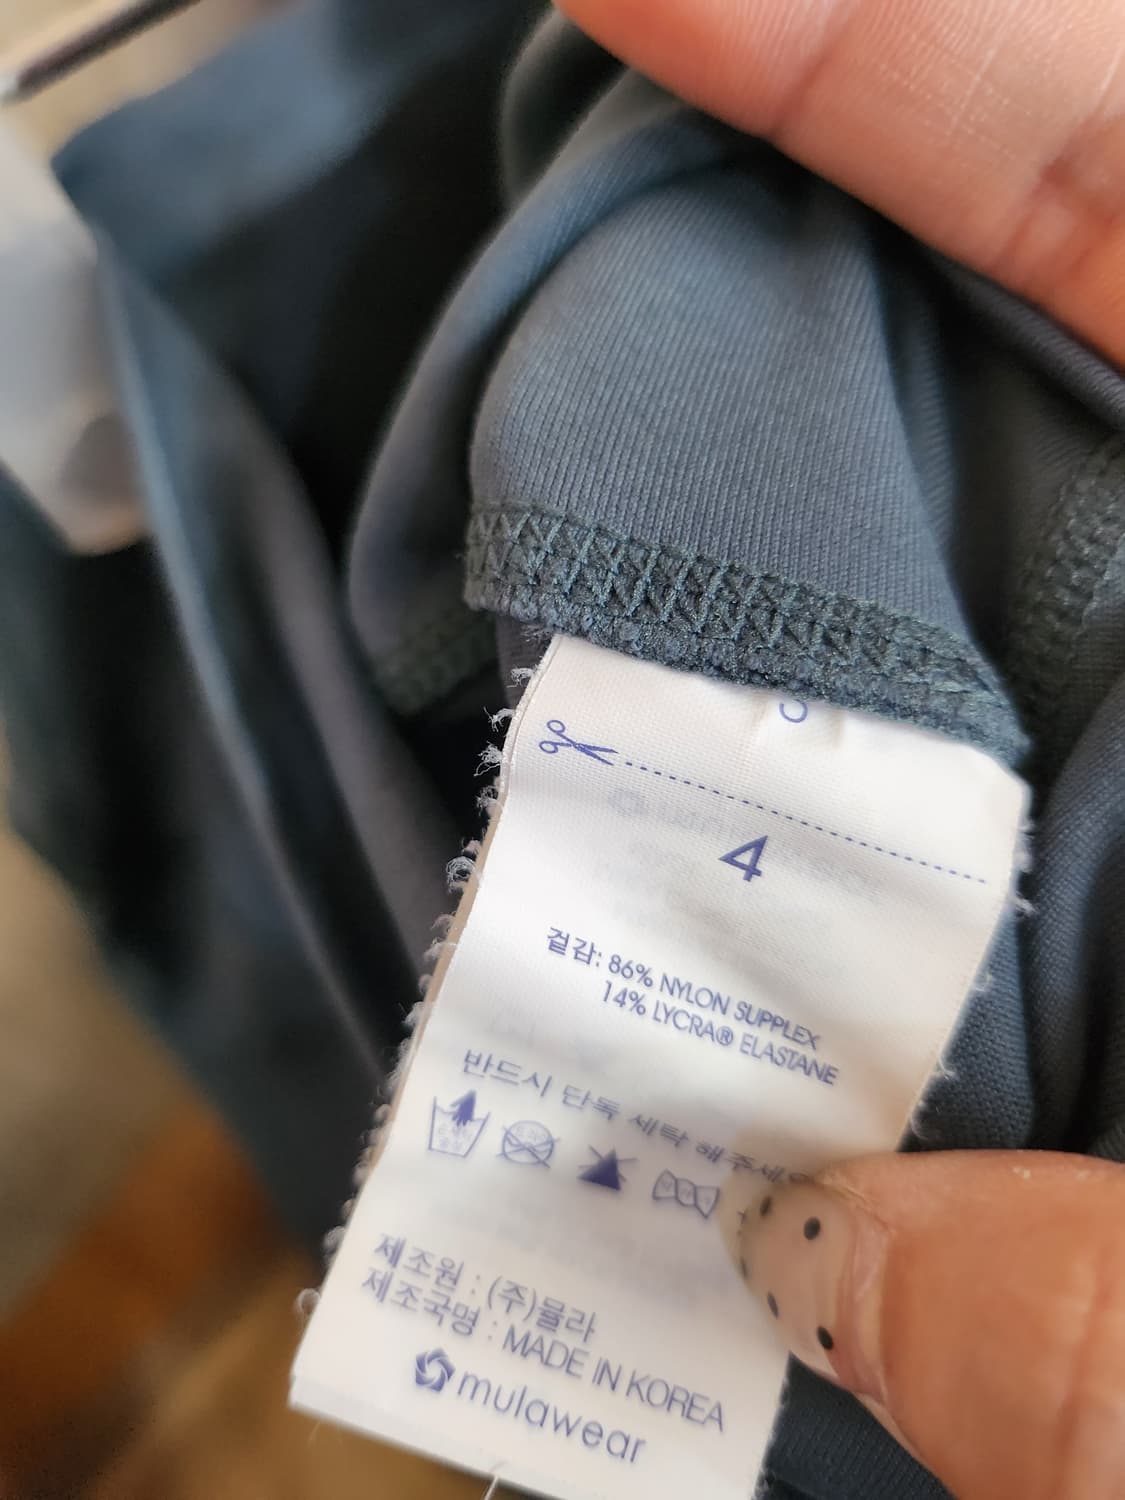 4
겉감: 86% NYLON SUPPLEX
14% LYCRA® ELASTANE
반드시 단독 세탁 해주세요
제조원 : (주)뮬라
제조국명 : MADE IN KOREA
mulawear